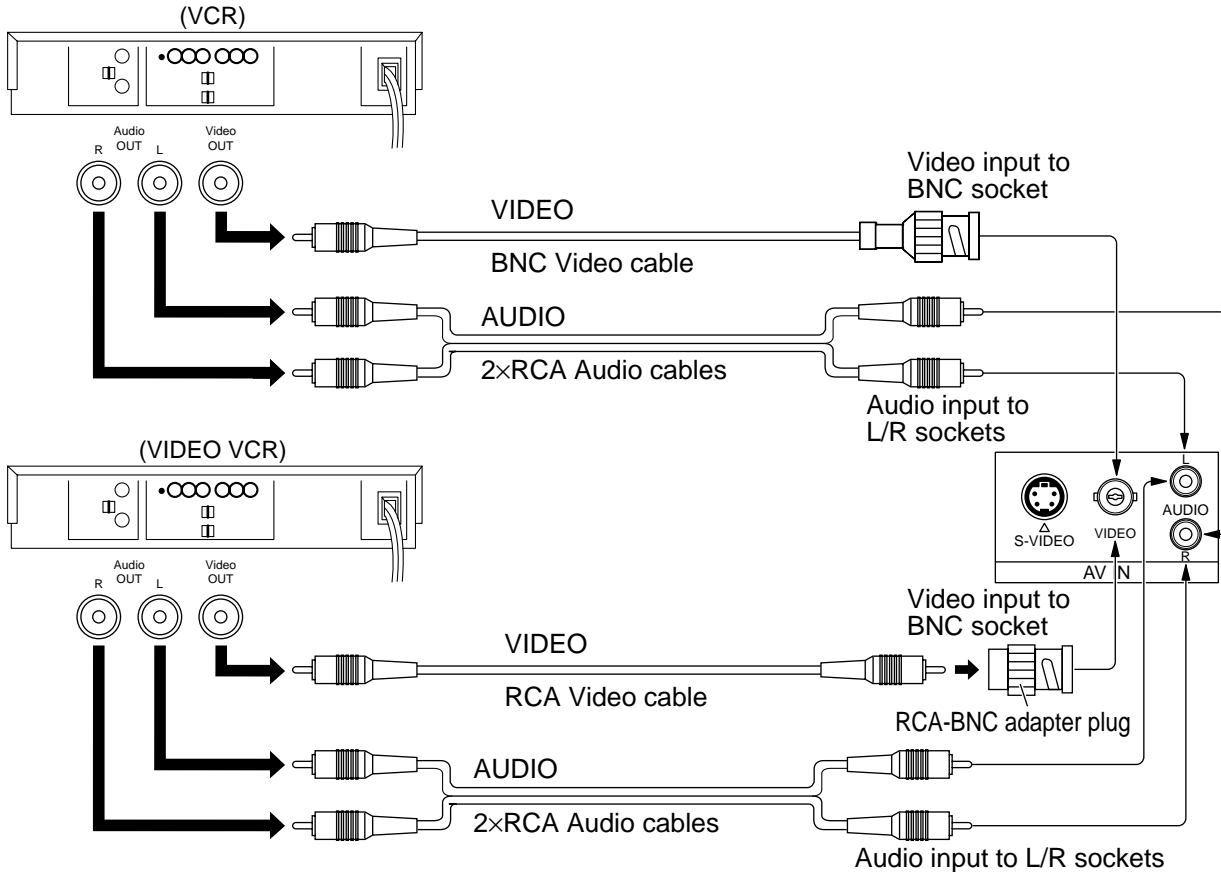 (VCR)
Audio
OUT
R
L
Video
OUT
VIDEO
BNC Video cable
Video input to
BNC socket
AUDIO
2×RCA Audio cables
Audio input to
L/R sockets
(VIDEO VCR)
Audio
OUT
R
L
Video
OUT
L
AUDIO
R
S-VIDEO
VIDEO
AV IN
Video input to
BNC socket
VIDEO
RCA Video cable
RCA-BNC adapter plug
AUDIO
2×RCA Audio cables
Audio input to L/R sockets